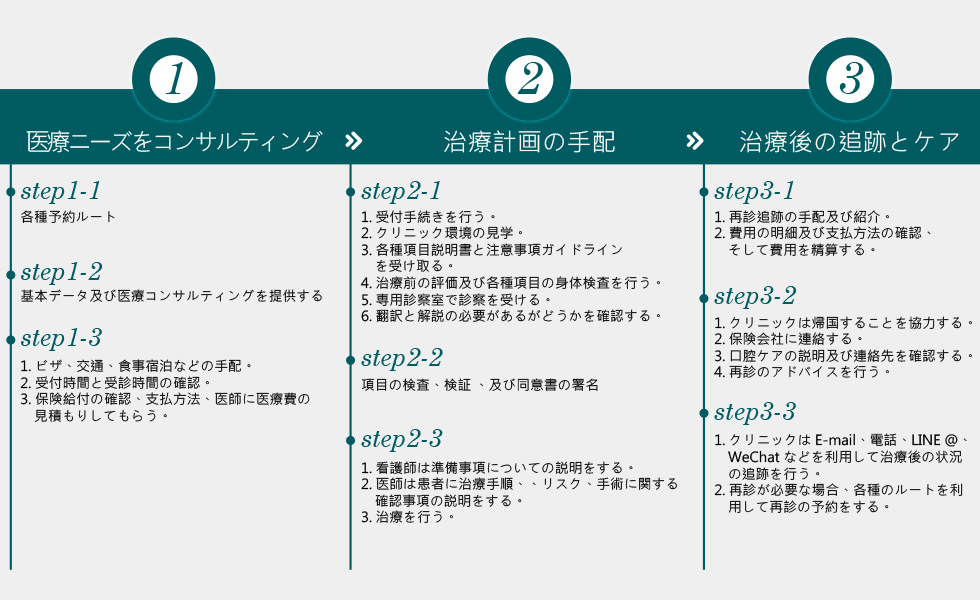 1
医療ニーズをコンサルティング
step1-1
各種予約ルート
step1-2
基本データ及び医療コンサルティングを提供する
step1-3
1. ビザ、交通、食事宿泊などの手配。
2. 受付時間と受診時間の確認。
3. 保険給付の確認、支払方法、医師に医療費の
見積もりしてもらう。
2
治療計画の手配
step2-1
1. 受付手続きを行う。
2. クリニック環境の見学。
3. 各種項目説明書と注意事項ガイドライン
を受け取る。
4. 治療前の評価及び各種項目の身体検査を行う。
5. 専用診察室で診察を受ける。
6. 翻訳と解説の必要があるがどうかを確認する。
step2-2
項目の検査、検証 、及び同意書の署名
step2-3
1. 看護師は準備事項についての説明をする。
2. 医師は患者に治療手順、、リスク、手術に関する
確認事項の説明をする。
3. 治療を行う。
3
治療後の追跡とケア
step3-1
1. 再診追跡の手配及び紹介。
2. 費用の明細及び支払方法の確認、
そして費用を精算する。
step3-2
1. クリニックは帰国することを協力する。
2. 保険会社に連絡する。
3. 口腔ケアの説明及び連絡先を確認する。
4. 再診のアドバイスを行う。
step3-3
1. クリニックは E-mail、電話、LINE @、
WeChat などを利用して治療後の状況
の追跡を行う。
2. 再診が必要な場合、各種のルートを利
用して再診の予約をする。